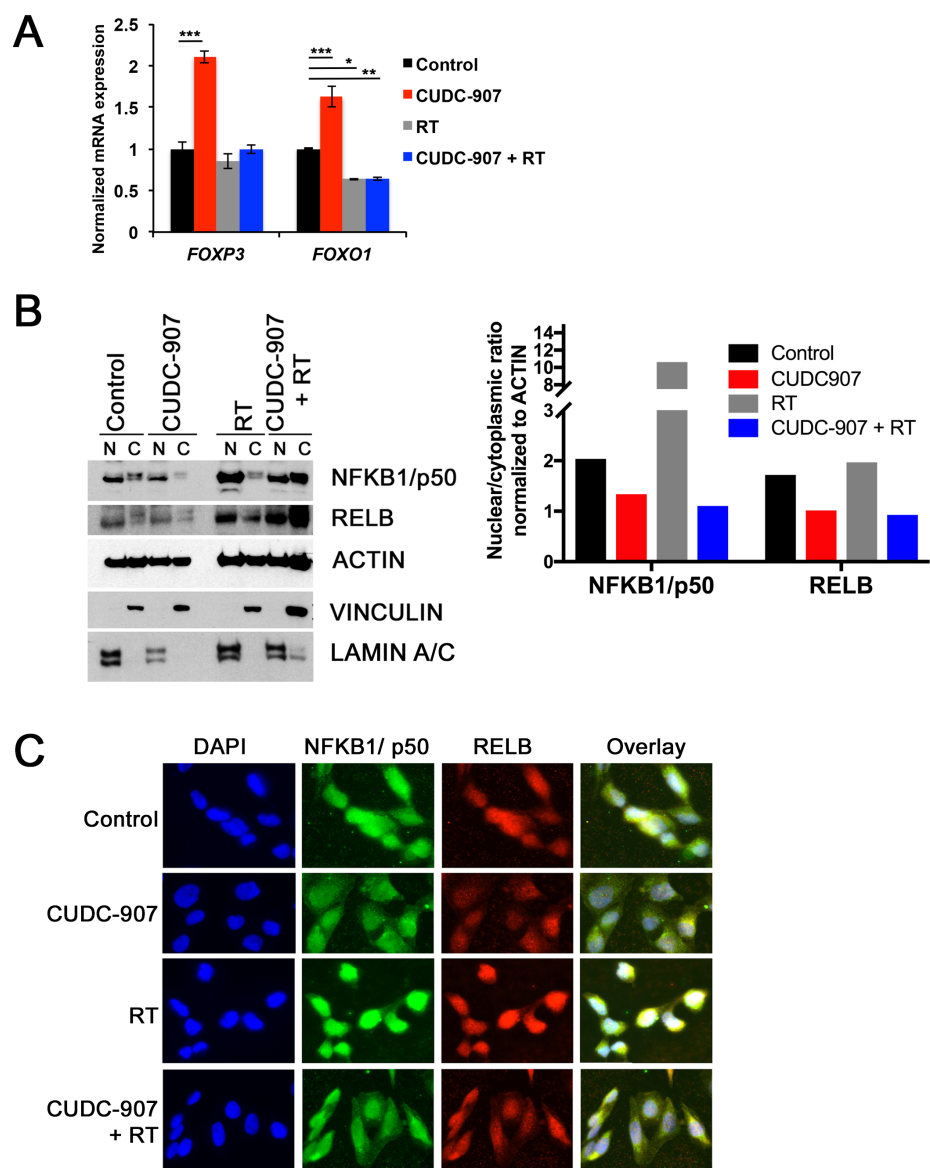 A
Normalized mRNA expression
2.5
2
1.5
1
0.5
0
***
***
*
**
FOXP3
FOXO1
Control
CUDC-907
RT
CUDC-907 + RT
B
Control
CUDC-907
RT
CUDC-907
+ RT
N C N C N C N C
NFKB1/p50
RELB
ACTIN
VINCULIN
LAMIN A/C
Nuclear/cytoplasmic ratio
normalized to ACTIN
14
12
10
8
3
2
1
0
NFKB1/p50
RELB
Control
CUDC907
RT
CUDC-907 + RT
C
DAPI
NFKB1/ p50
RELB
Overlay
Control
CUDC-907
RT
CUDC-907
+ RT